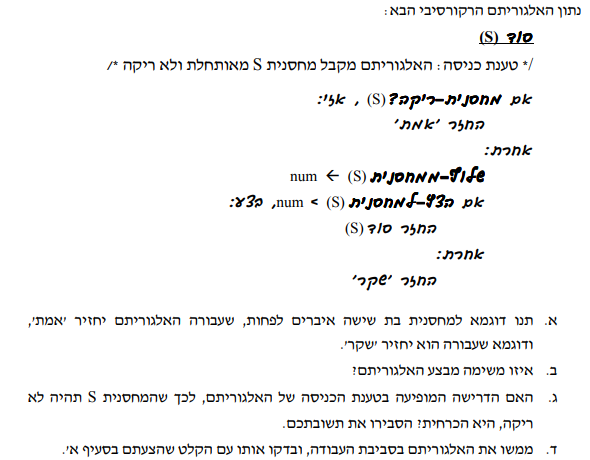 נתון האלגוריתם הרקורסיבי הבא:
סוד (S)
/* טענת כניסה: האלגוריתם מקבל מחסנית S מאותחלת ולא ריקה */
אם מחסנית-ריקה? (S) , אזי:
החזר 'אמת'
אחרת:
שלוף-ממחסנית (S) → num
אם הצץ-למחסנית (S) < num, בצע:
החזר סוד (S)
אחרת:
החזר 'שקר'
א. תנו דוגמא למחסנית בת שישה איברים לפחות, שעבורה האלגוריתם יחזיר 'אמת',
ודוגמא שעבורה הוא יחזיר 'שקר'.
ב. איזו משימה מבצע האלגוריתם?
ג. האם הדרישה המופיעה בטענת הכניסה של האלגוריתם, לכך שהמחסנית S תהיה לא
ריקה, היא הכרחית? הסבירו את תשובתכם.
ד. ממשו את האלגוריתם בסביבת העבודה, ובדקו אותו עם הקלט שהצעתם בסעיף א'.